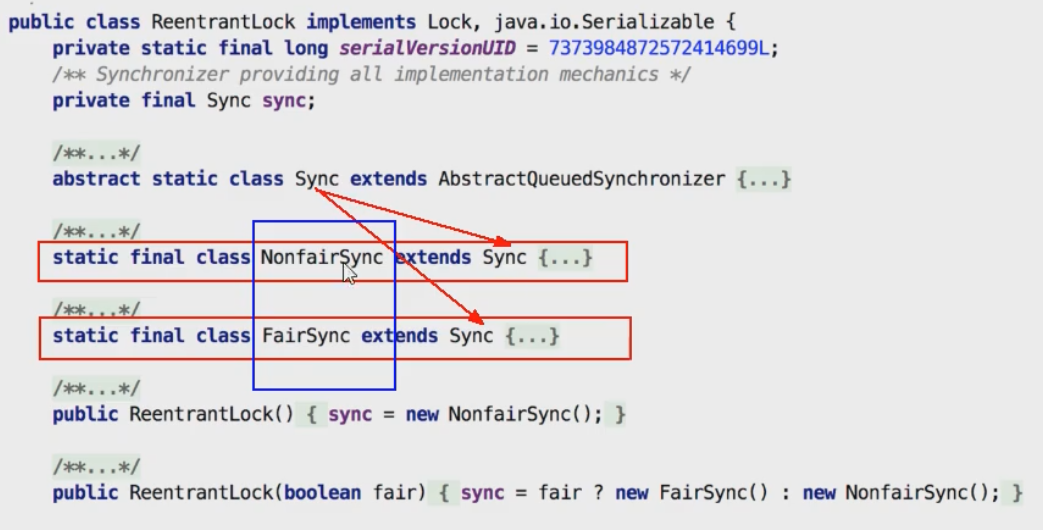 public class ReentrantLock implements Lock, java.io.Serializable {
private static final long serialVersionUID = 7373984872572414699L;
/** Synchronizer providing all implementation mechanics */
private final Sync sync;
/**...*/
abstract static class Sync extends AbstractQueuedSynchronizer {...}
/**...*/
static final class NonfairSync extends Sync {...}
/**...*/
static final class FairSync extends Sync {...}
/**...*/
public ReentrantLock() { sync = new NonfairSync(); }
/**...*/
public ReentrantLock(boolean fair) { sync = fair ? new FairSync() : new NonfairSync(); }